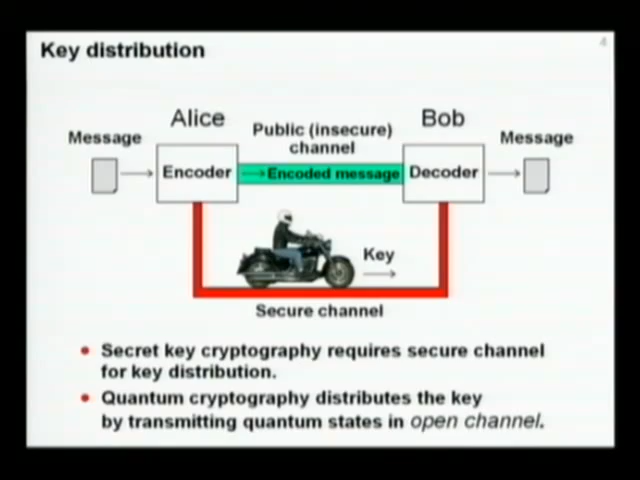 Key distribution
4
Alice
Bob
Message
Public (insecure)
channel
Message
Encoder
Encoded message
Decoder
Key
Secure channel
• Secret key cryptography requires secure channel
for key distribution.
• Quantum cryptography distributes the key
by transmitting quantum states in open channel.